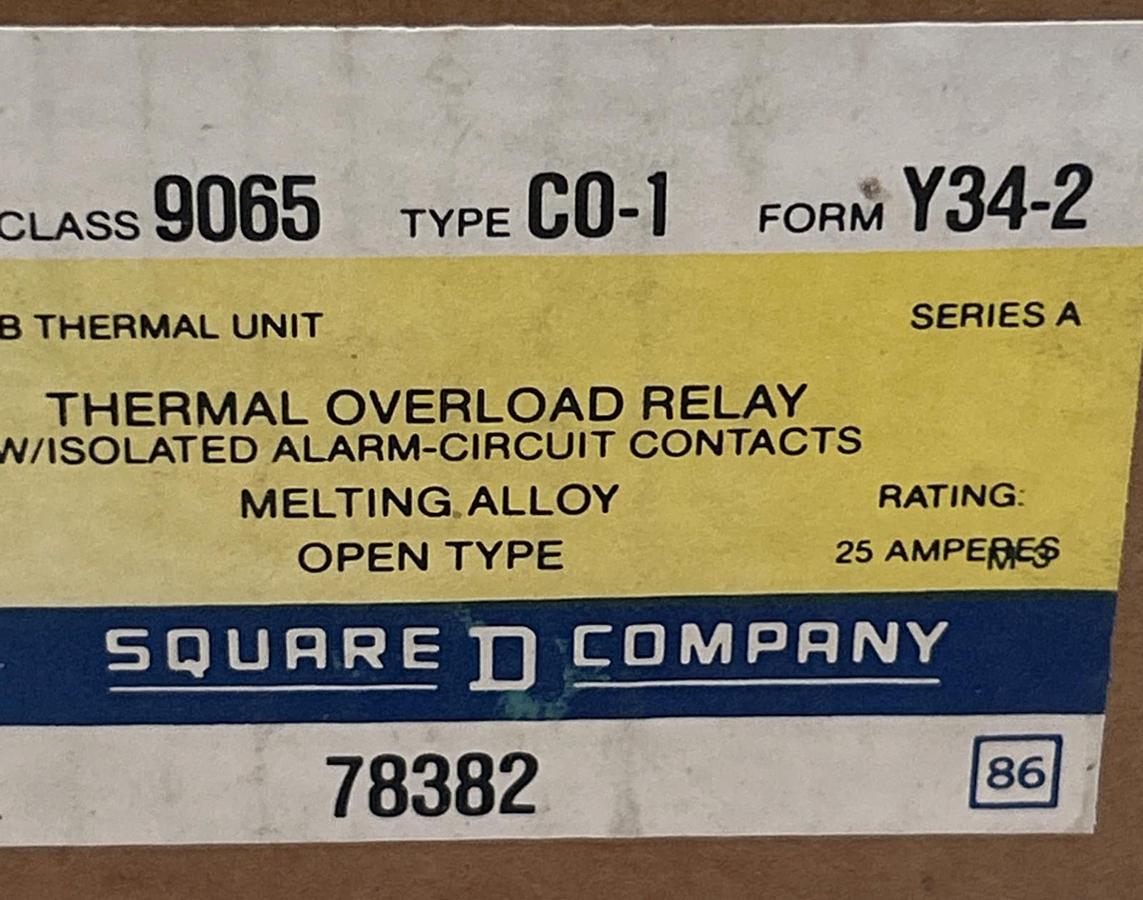 CLASS 9065 TYPE CO-1 FORM Y34-2
B THERMAL UNIT SERIES A
THERMAL OVERLOAD RELAY
W/ISOLATED ALARM-CIRCUIT CONTACTS
MELTING ALLOY RATING:
OPEN TYPE 25 AMPERES
SQUARE D COMPANY
78382 86